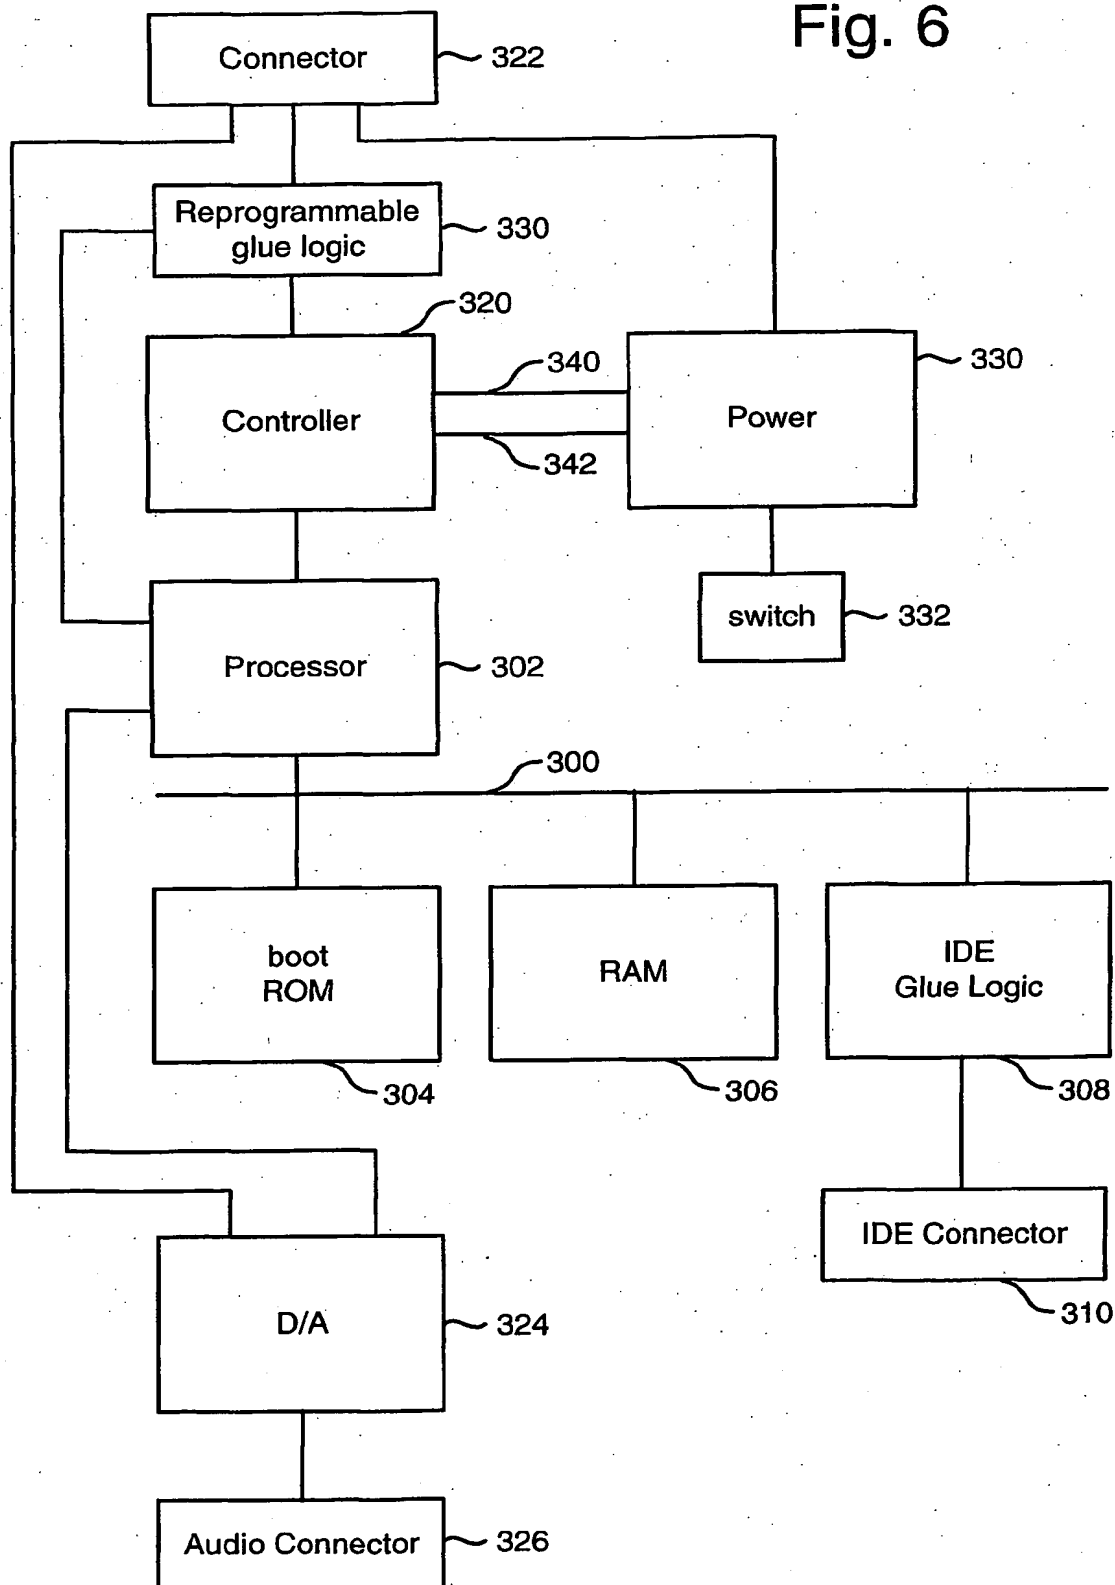 Fig. 6
Connector
322
Reprogrammable
glue logic
330
320
Controller
340
342
Power
330
switch
332
Processor
302
300
boot
ROM
304
RAM
306
IDE
Glue Logic
308
IDE Connector
310
D/A
324
Audio Connector
326